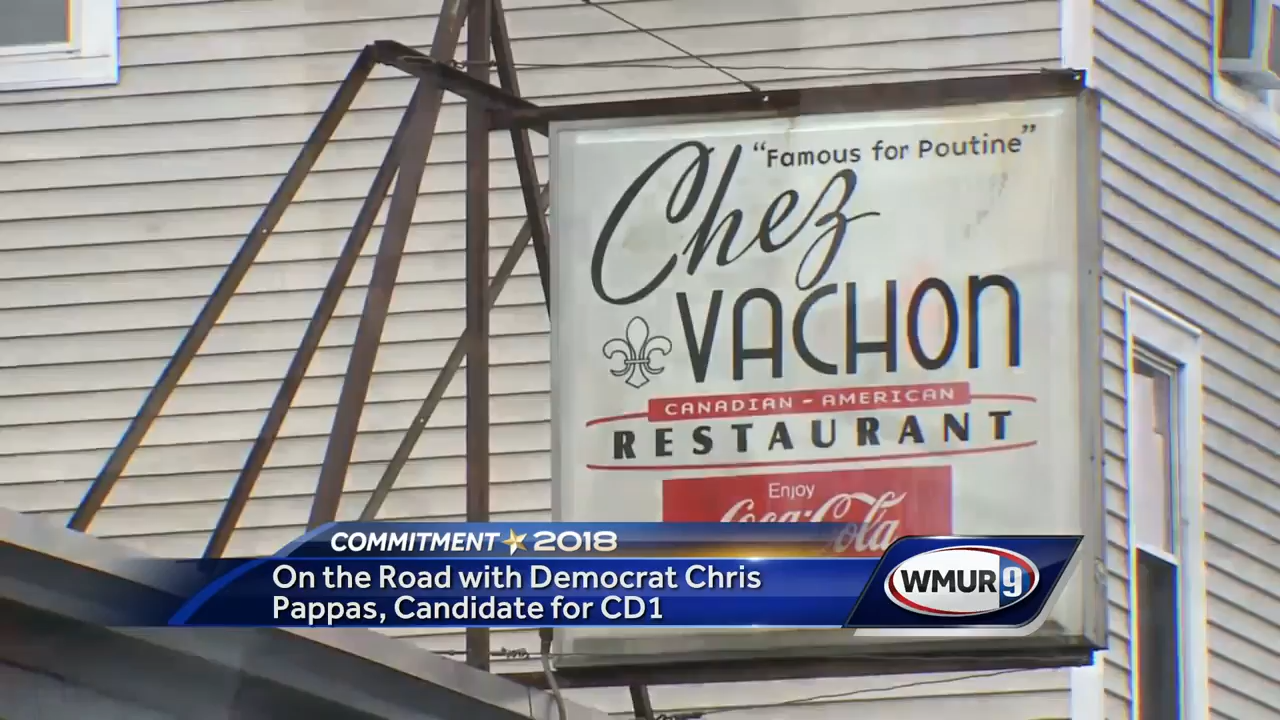 "Famous for Poutine"
Chez
VACHON
CANADIAN - AMERICAN
RESTAURANT
Enjoy
Coca-Cola
COMMITMENT 2018
On the Road with Democrat Chris
Pappas, Candidate for CD1
WMUR 9